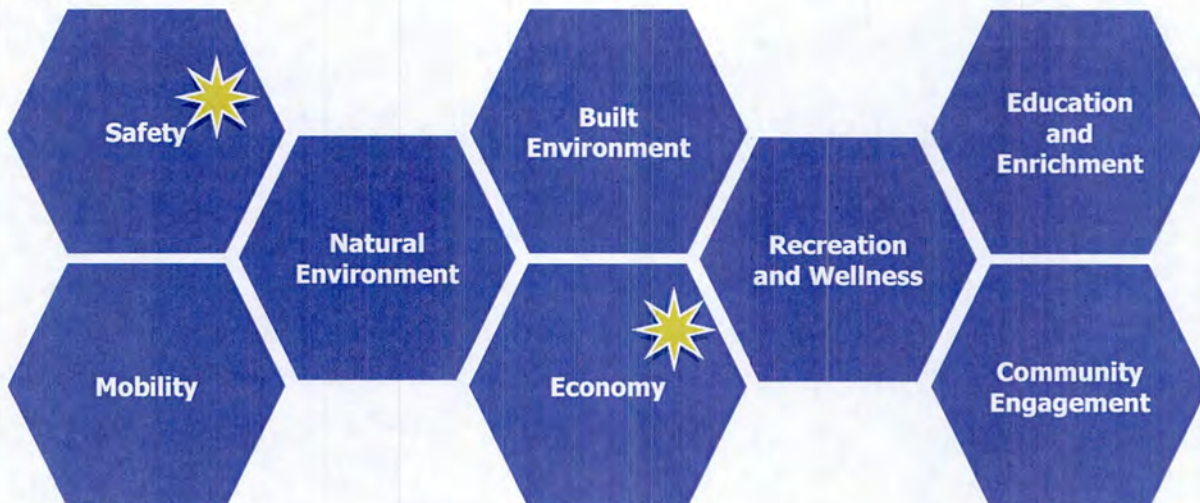 Safety
Mobility
Natural
Environment
Built
Environment
Economy
Recreation
and Wellness
Education
and
Enrichment
Community
Engagement